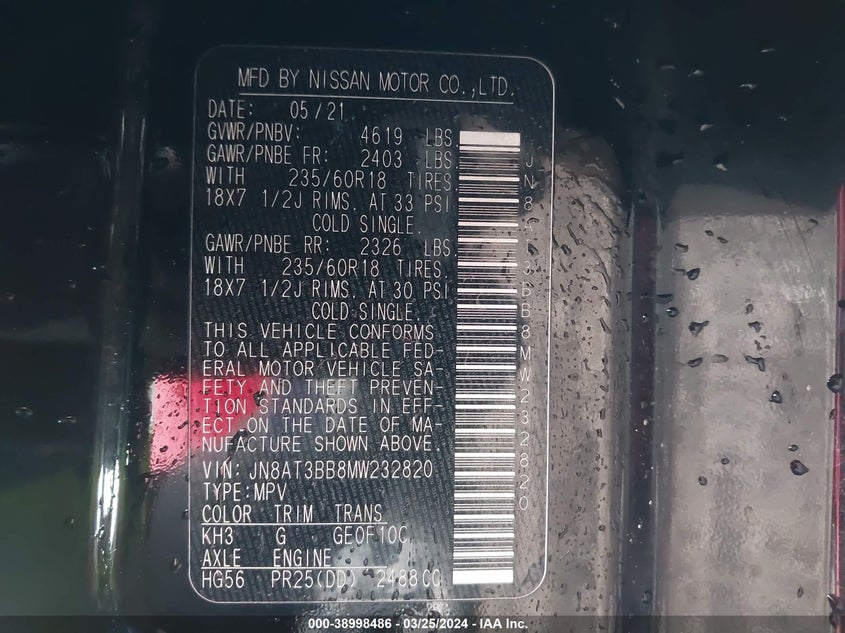 MFD BY NISSAN MOTOR CO.,LTD.
DATE: 05/21
GVWR/PNBV: 4619 LBS
GAWR/PNBE FR: 2403 LBS
WITH 235/60R18 TIRES,
18X7 1/2J RIMS. AT 33 PSI
COLD SINGLE.
GAWR/PNBE RR: 2326 LBS
WITH 235/60R18 TIRES,
18X7 1/2J RIMS. AT 30 PSI
COLD SINGLE.
THIS VEHICLE CONFORMS
TO ALL APPLICABLE FED-
ERAL MOTOR VEHICLE SA-
FETY AND THEFT PREVEN-
TION STANDARDS IN EFF-
ECT ON THE DATE OF MA-
NUFACTURE SHOWN ABOVE.
VIN: JN8AT3BB8MW232820
TYPE:MPV
COLOR TRIM TRANS
KH3 G GE0F10C
AXLE ENGINE
HG56 PR25(DD) 2488CC
JN8AT3BB8MW232820
A
000-38998486 - 03/25/2024 - IAA Inc.